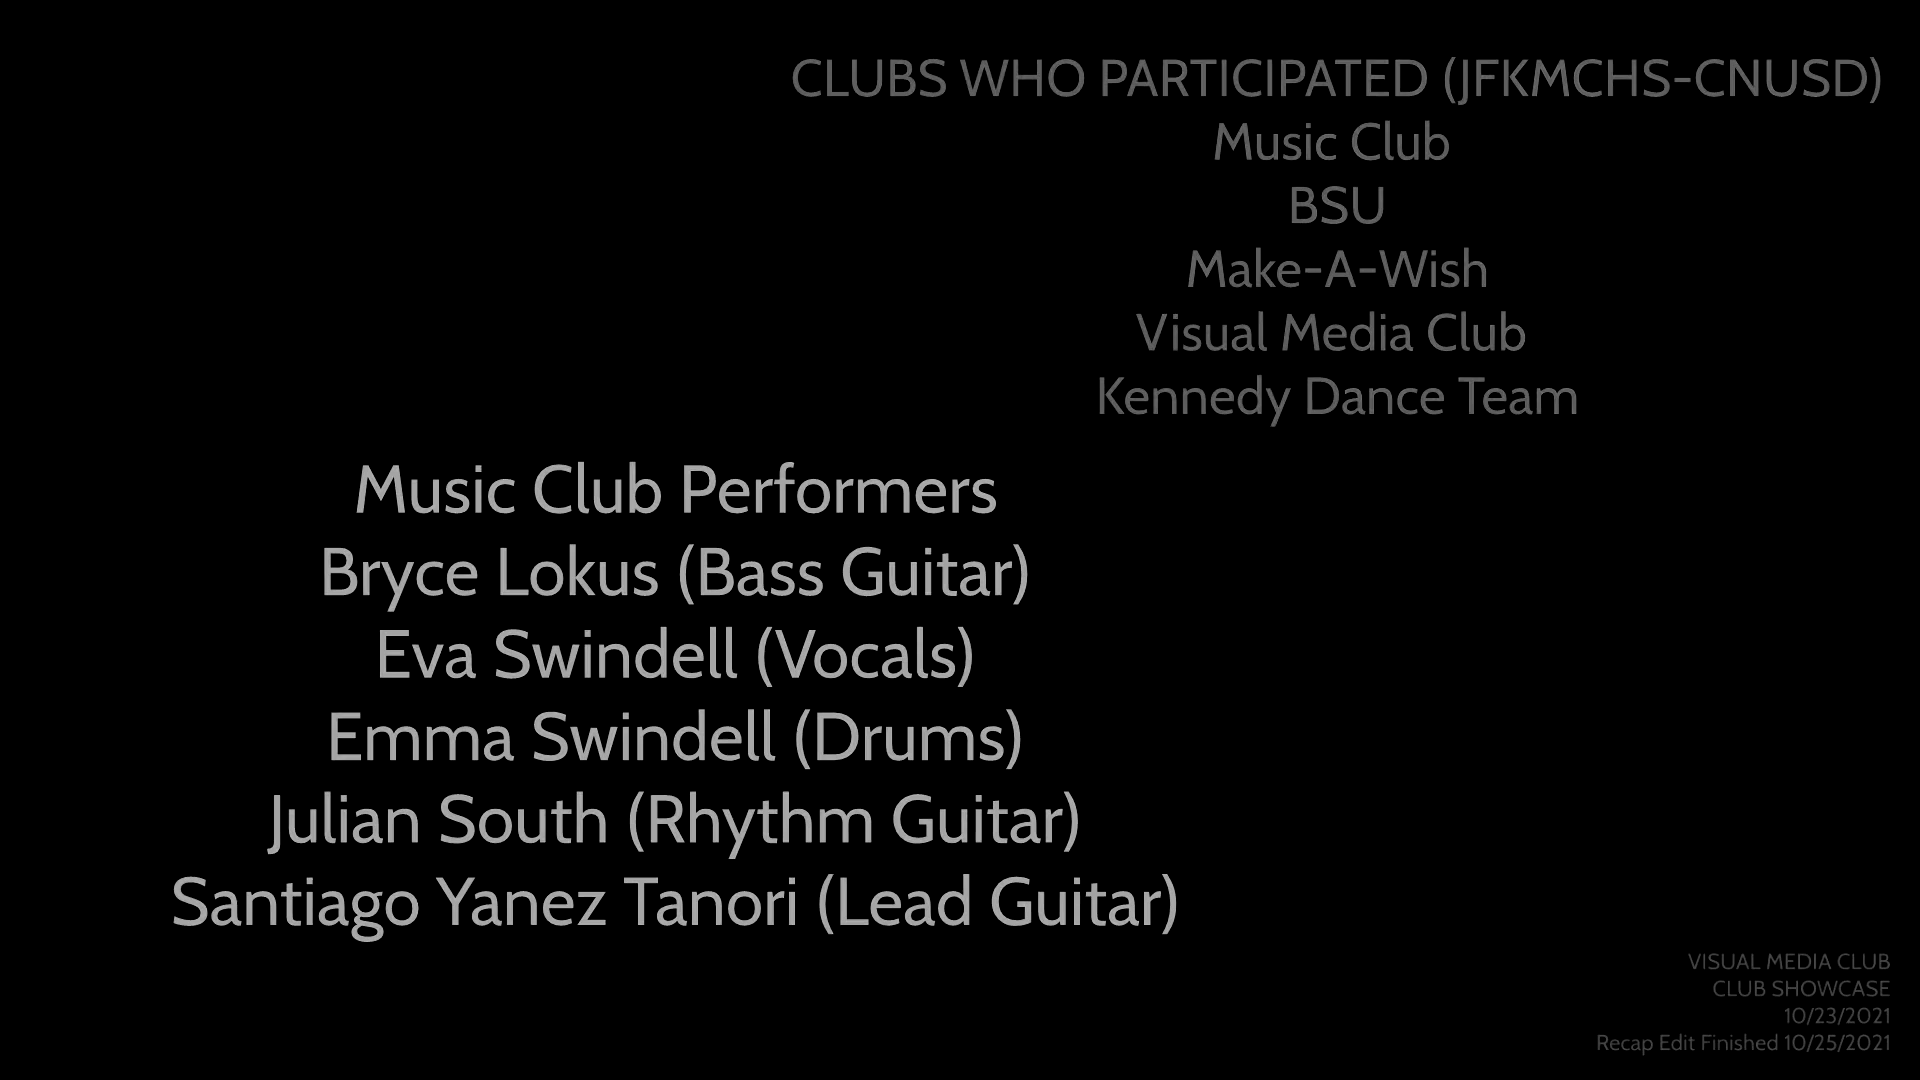 CLUBS WHO PARTICIPATED (JFKMCHS-CNUSD)
Music Club
BSU
Make-A-Wish
Visual Media Club
Kennedy Dance Team
Music Club Performers
Bryce Lokus (Bass Guitar)
Eva Swindell (Vocals)
Emma Swindell (Drums)
Julian South (Rhythm Guitar)
Santiago Yanez Tanori (Lead Guitar)
VISUAL MEDIA CLUB
CLUB SHOWCASE
10/23/2021
Recap Edit Finished 10/25/2021